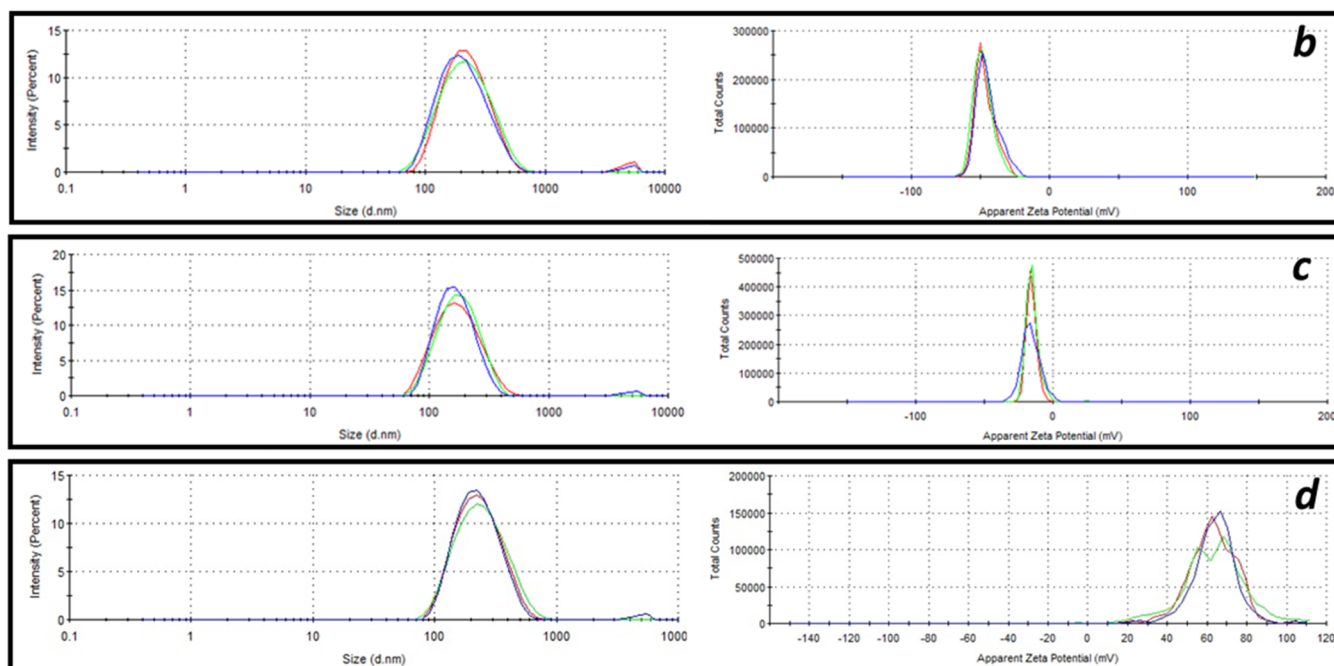 b
Intensity (Percent)
15
10
5
0
0.1 1 10 100 1000 10000
Size (d.nm)
Total Counts
300000
200000
100000
0
-100 0 100 200
Apparent Zeta Potential (mV)
c
Intensity (Percent)
20
15
10
5
0
0.1 1 10 100 1000 10000
Size (d.nm)
Total Counts
500000
400000
300000
200000
100000
0
-100 0 100 200
Apparent Zeta Potential (mV)
d
Intensity (Percent)
15
10
5
0
0.1 1 10 100 1000 1000
Size (d.nm)
Total Counts
200000
150000
100000
50000
0
-140 -120 -100 -80 -60 -40 -20 0 20 40 60 80 100 120
Apparent Zeta Potential (mV)